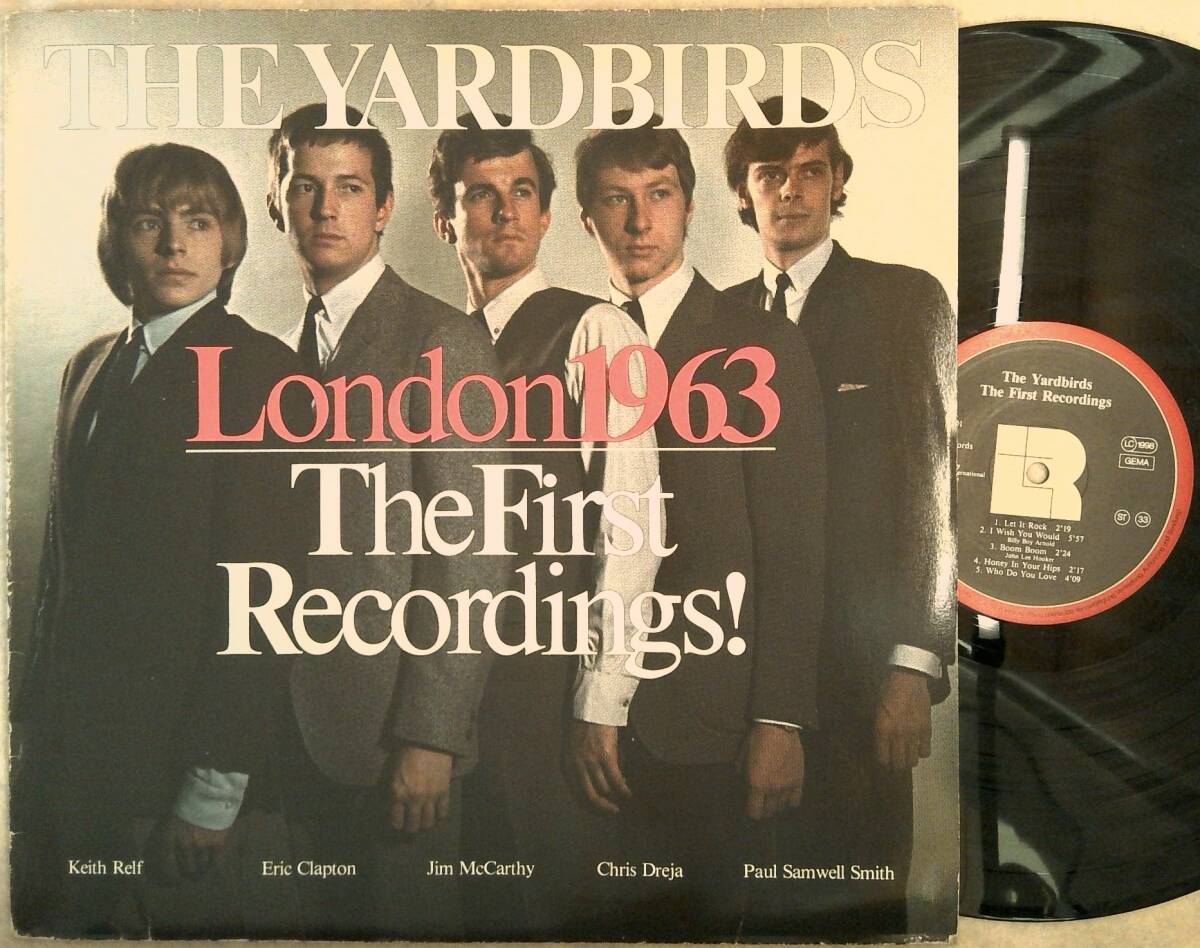 THE YARDBIRDS
London 1963
The First
Recordings!
Keith Relf Eric Clapton Jim McCarthy Chris Dreja Paul Samwell Smith
The Yardbirds
The First Recordings
LC 1998
GEMA
ST 33
1. Let It Rock 2'19
2. I Wish You Would 5'57
Billy Boy Arnold
3. Boom Boom 2'24
John Lee Hooker
4. Honey In Your Hips 2'17
5. Who Do You Love 4'09